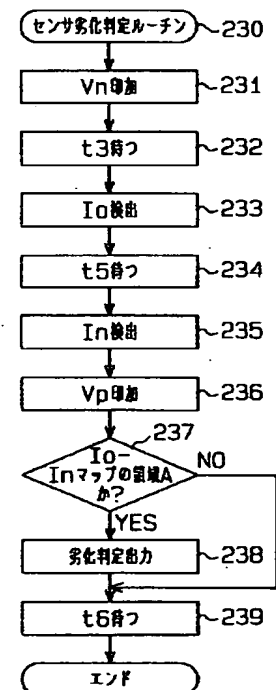 センサ劣化判定ルーチン 230
Vn印加 231
t3待つ 232
Io検出 233
t5待つ 234
In検出 235
Vp印加 236
237
Io-
Inマップの領域A
か?
NO
YES
劣化判定出力 238
t6待つ 239
エンド